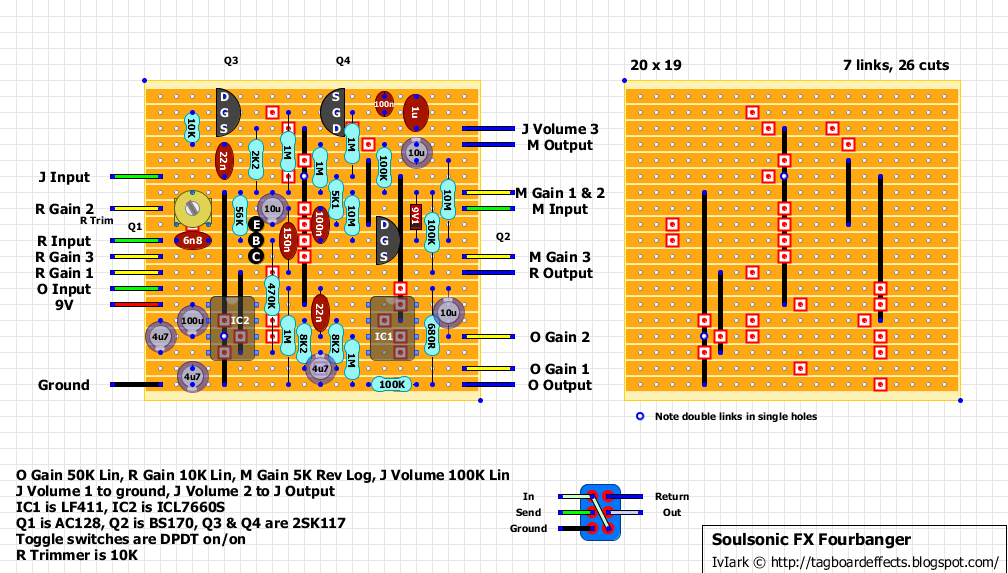 Q3
Q4
20 x 19
7 links, 26 cuts
D
G
S
S
G
D
100n
1u
10K
22n
2K2
1M
1M
1M
100K
10u
J Volume 3
M Output
J Input
R Gain 2
R Trim
Q1
R Input
R Gain 3
R Gain 1
O Input
9V
Ground
6n8
56K
10u
E
B
C
150n
100n
5K1
10M
9V1
10M
100K
D
G
S
M Gain 1 & 2
M Input
Q2
M Gain 3
R Output
470K
22n
IC2
IC1
100u
4u7
1M
8K2
8K2
1M
4u7
4u7
680R
10u
100K
O Gain 2
O Gain 1
O Output
Note double links in single holes
O Gain 50K Lin, R Gain 10K Lin, M Gain 5K Rev Log, J Volume 100K Lin
J Volume 1 to ground, J Volume 2 to J Output
IC1 is LF411, IC2 is ICL7660S
Q1 is AC128, Q2 is BS170, Q3 & Q4 are 2SK117
Toggle switches are DPDT on/on
R Trimmer is 10K
In
Send
Ground
Return
Out
Soulsonic FX Fourbanger
IvIark © http://tagboardeffects.blogspot.com/